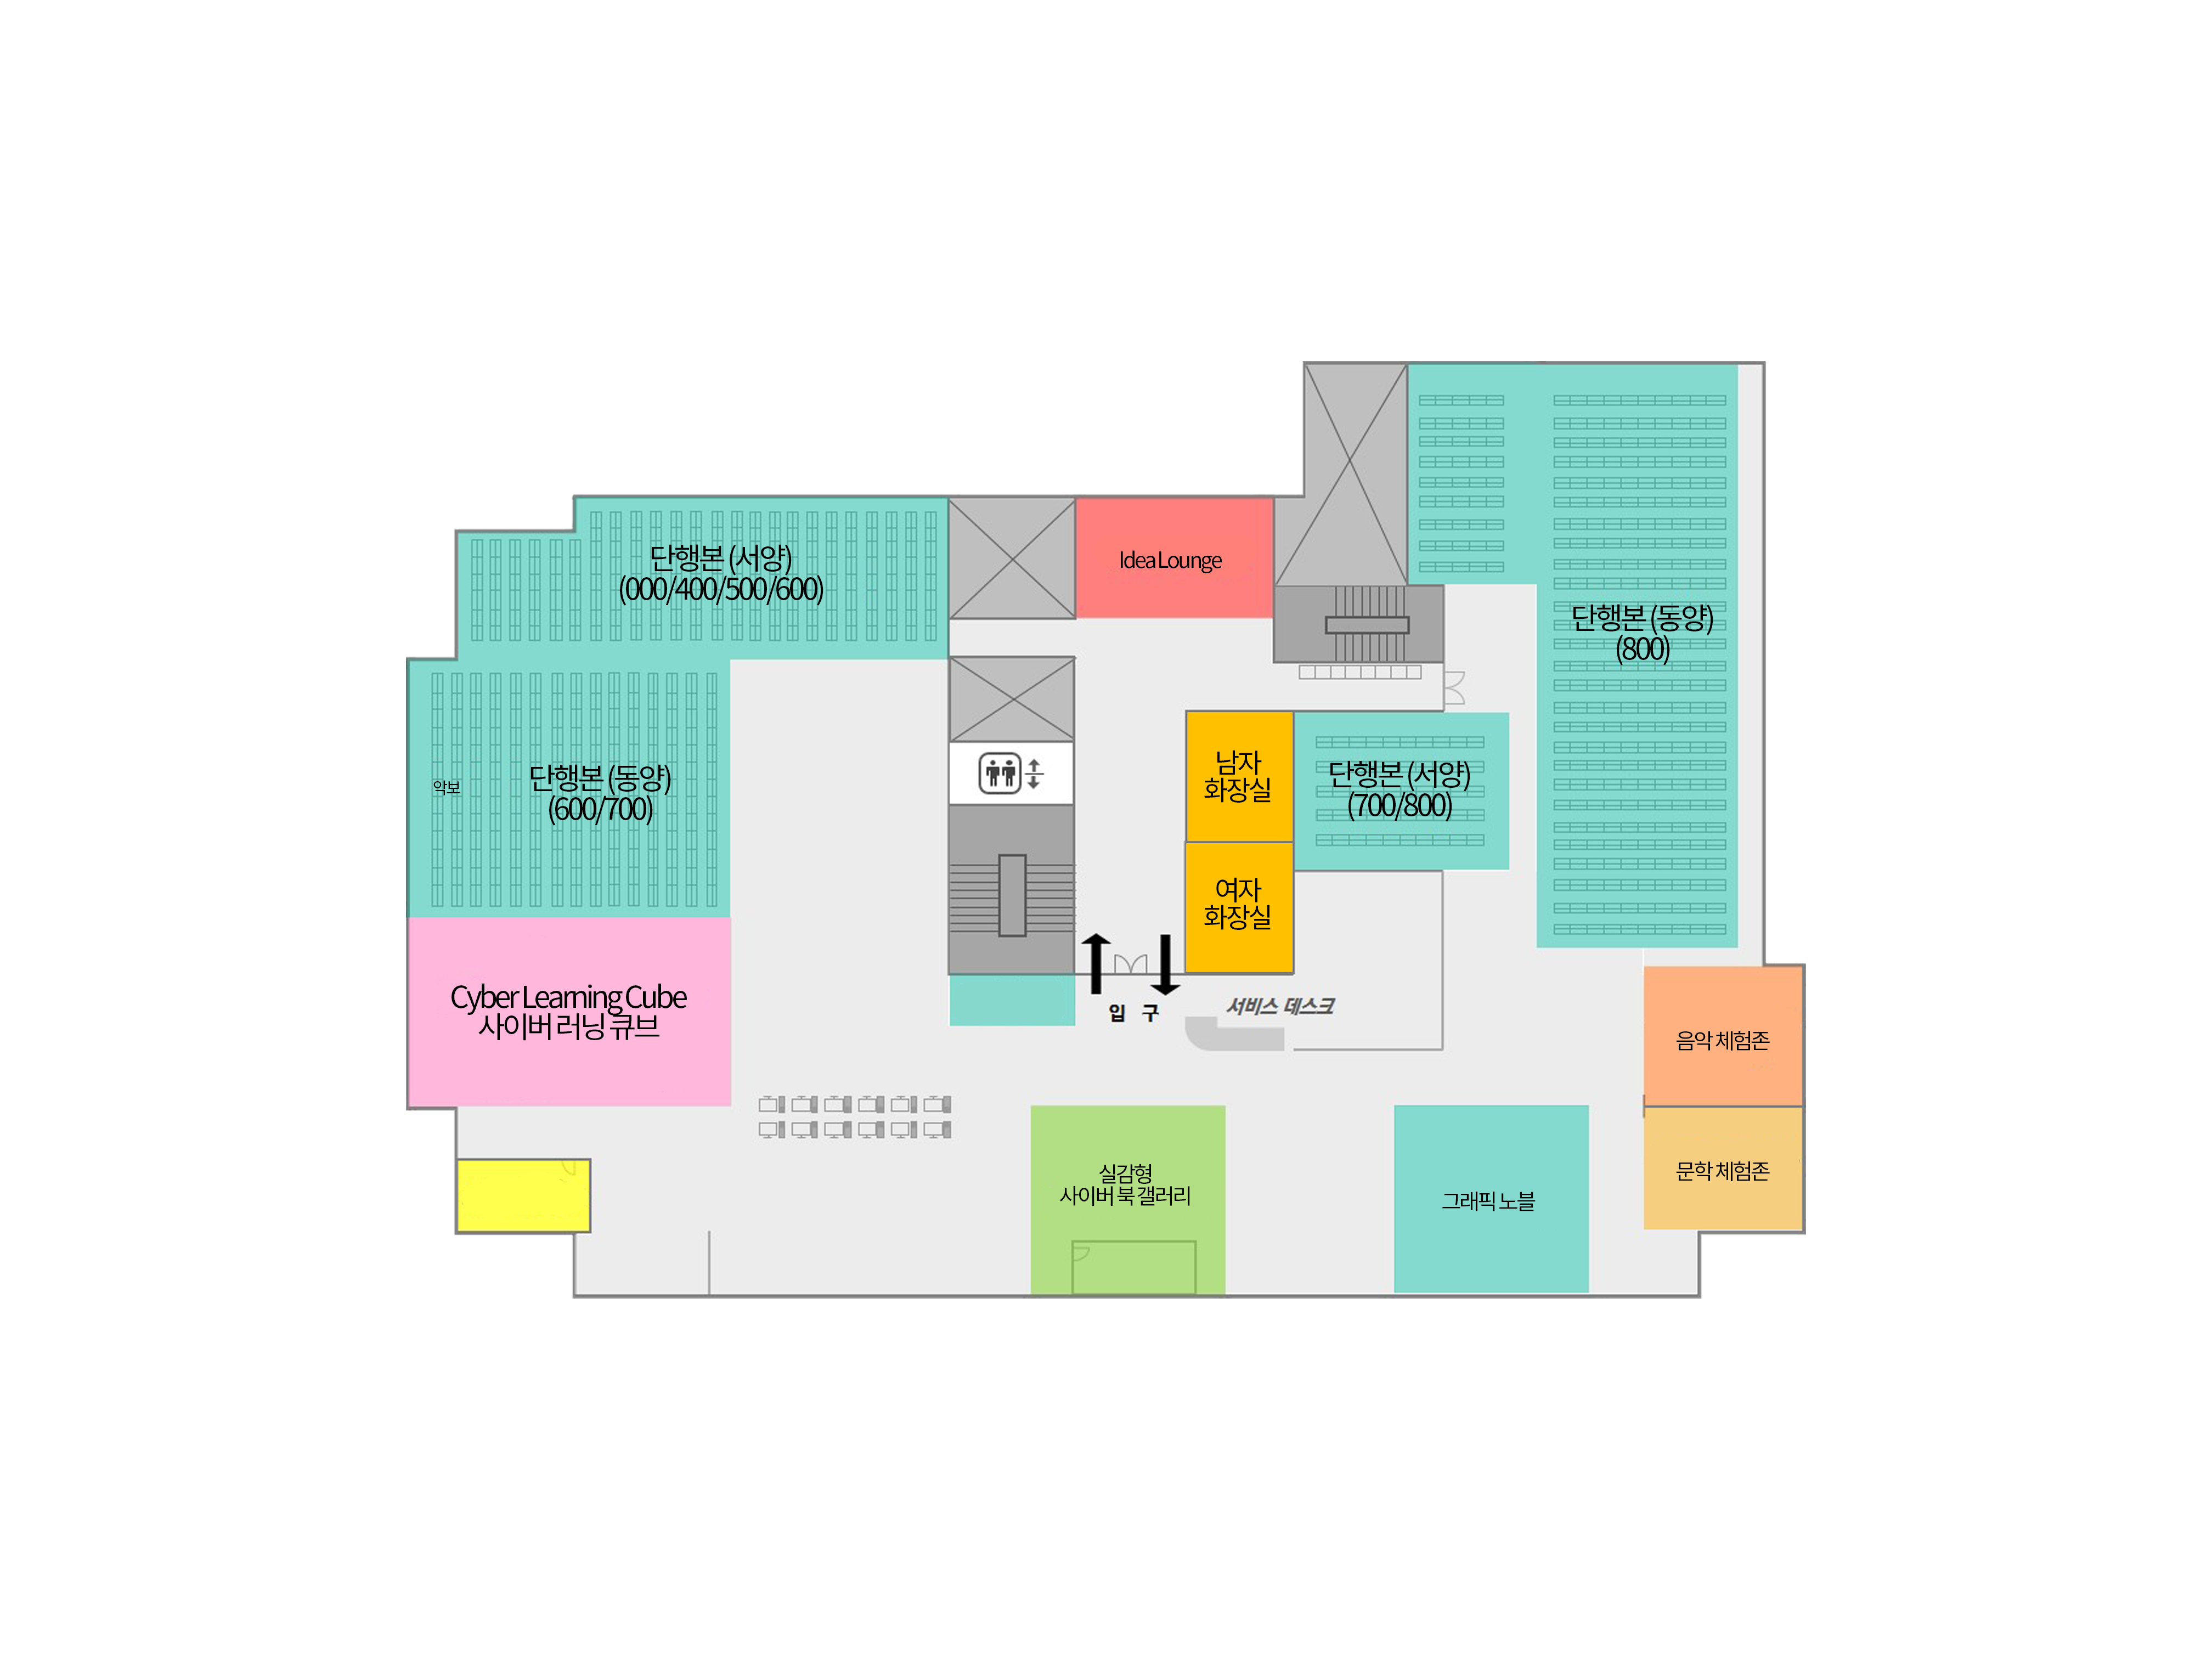 단행본 (서양)
(000/400/500/600)
Idea Lounge
단행본 (동양)
(800)
악보
단행본 (동양)
(600/700)
남자
화장실
단행본 (서양)
(700/800)
여자
화장실
Cyber Learning Cube
사이버 러닝 큐브
입 구
서비스 데스크
음악 체험존
실감형
사이버 북 갤러리
그래픽 노블
문학 체험존